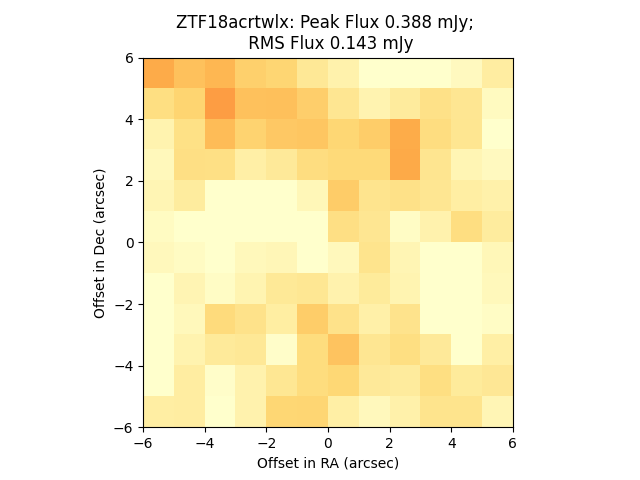 ZTF18acrtwlx: Peak Flux 0.388 mJy;
RMS Flux 0.143 mJy
6
4
2
0
−2
−4
−6
Offset in Dec (arcsec)
−6 −4 −2 0 2 4 6
Offset in RA (arcsec)